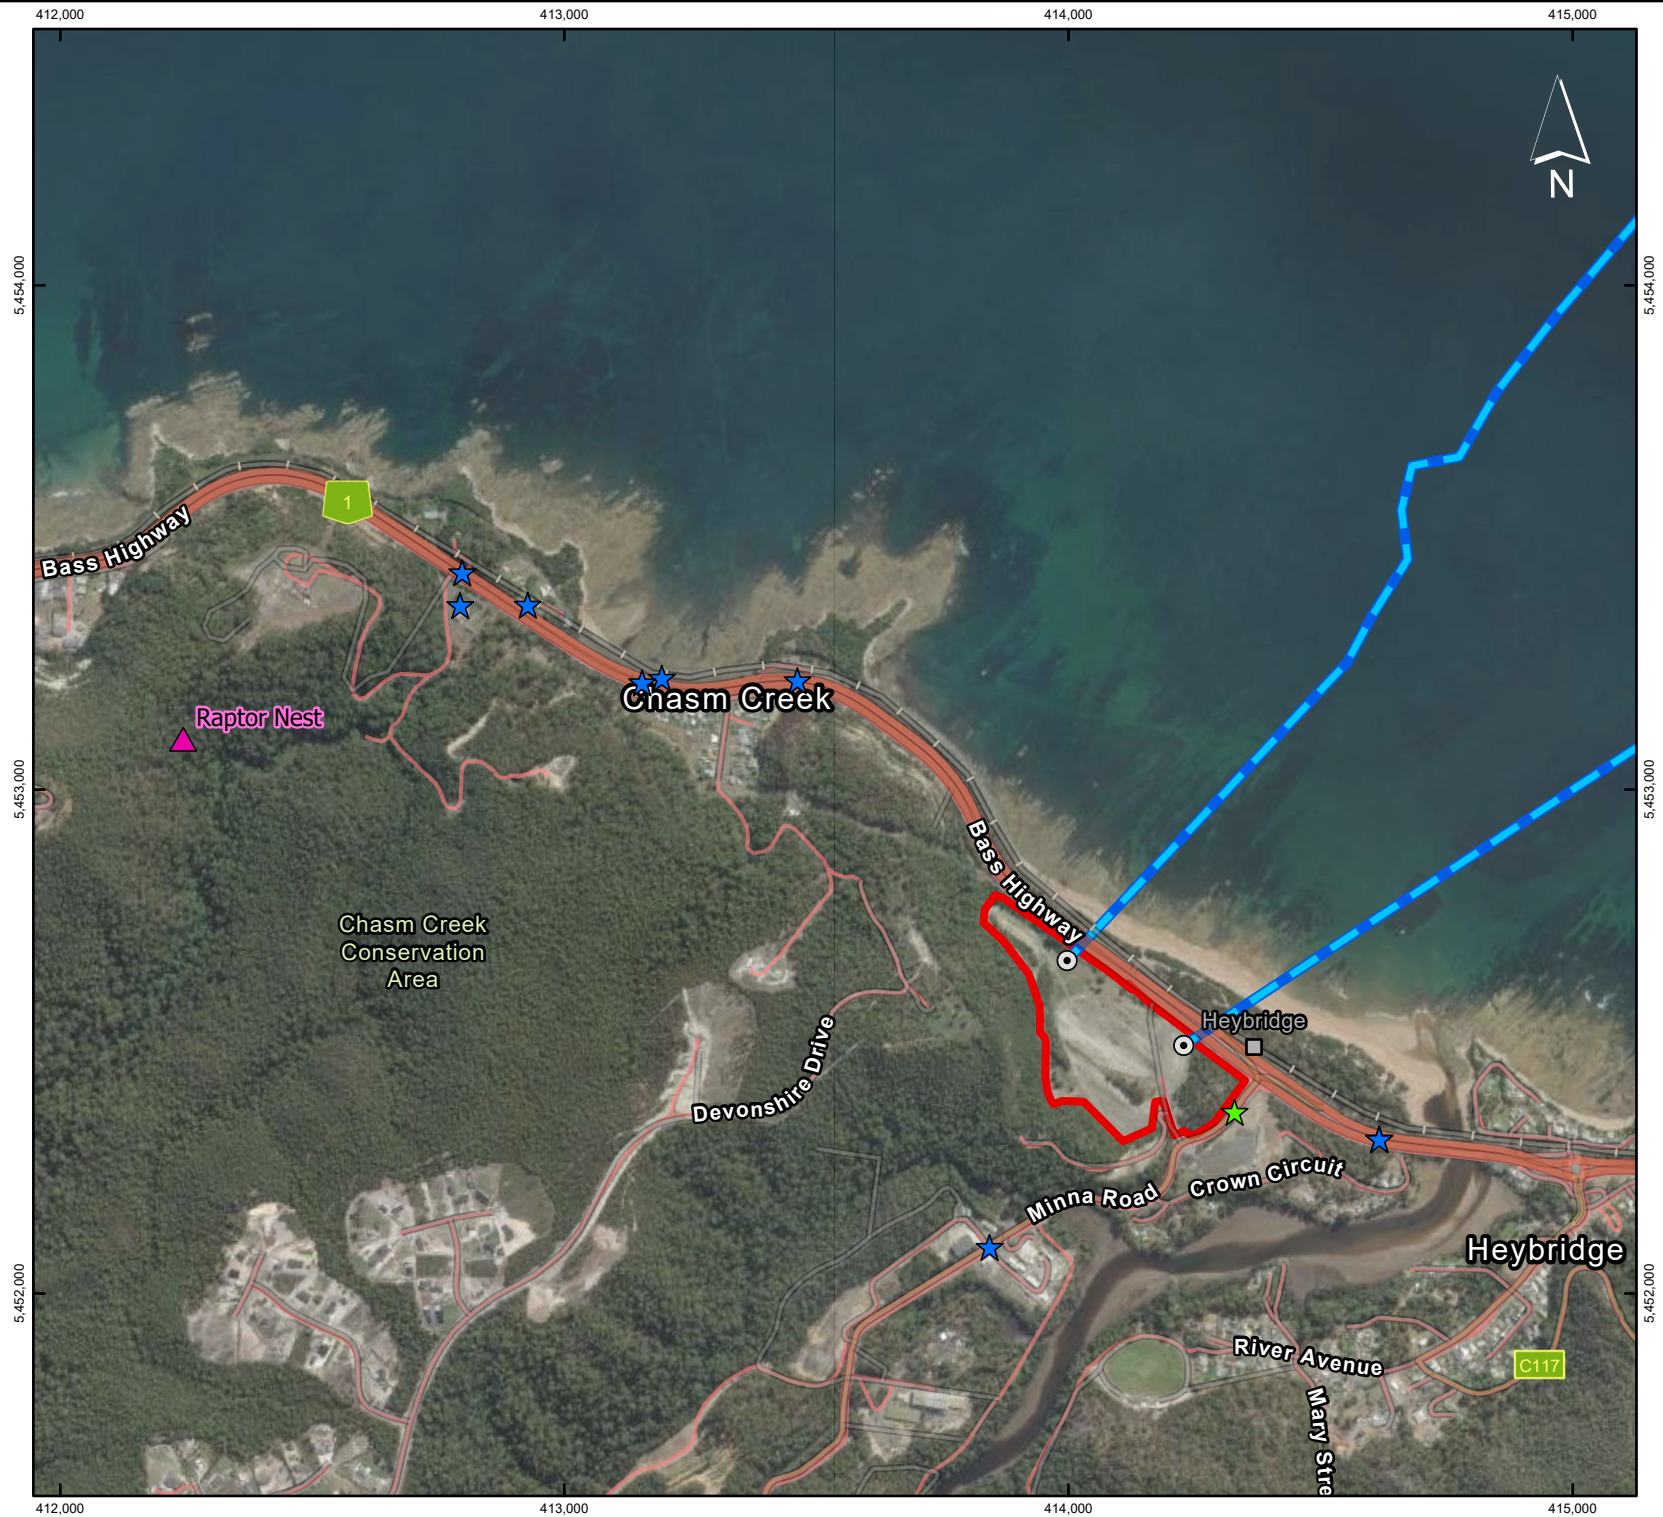 412,000
413,000
414,000
415,000
N
5,454,000
5,454,000
1
Bass Highway
Chasm Creek
Raptor Nest
5,453,000
5,453,000
Bass Highway
Chasm Creek
Conservation
Area
Heybridge
Devonshire Drive
Crown Circuit
Minna Road
Heybridge
5,452,000
5,452,000
River Avenue
C117
Mary Stre
412,000
413,000
414,000
415,000